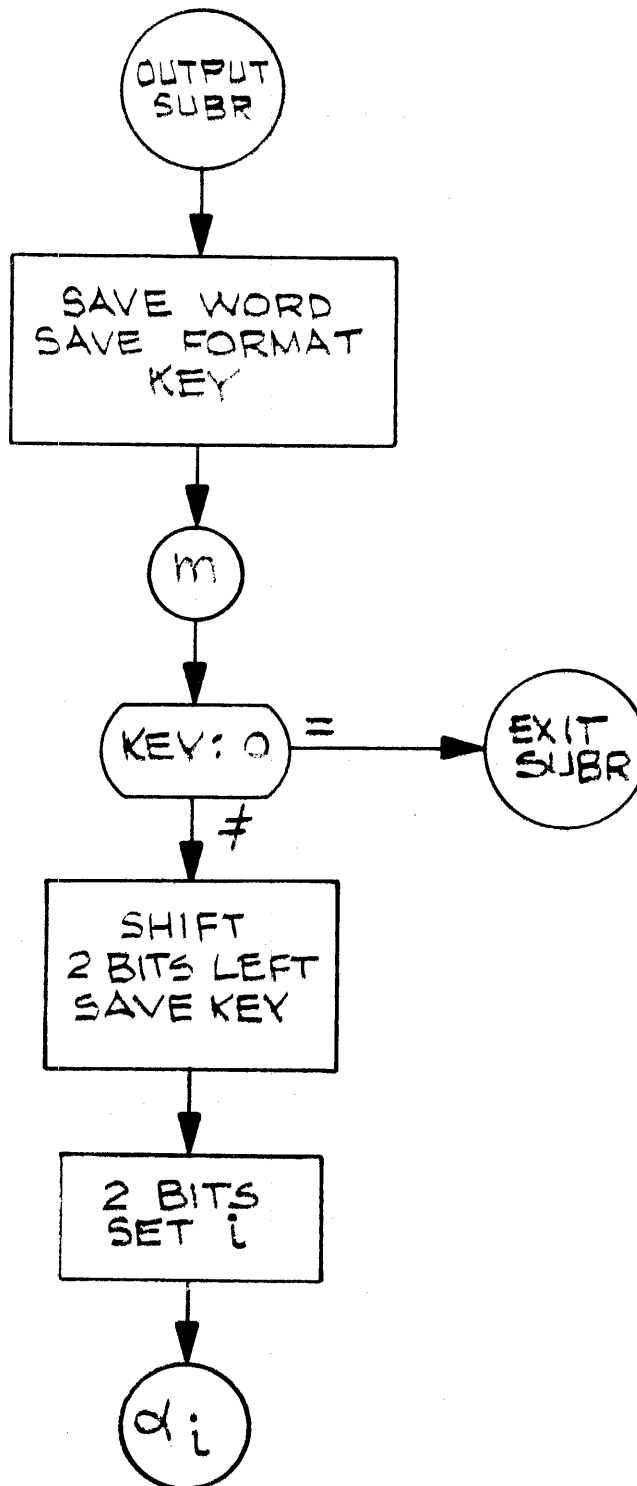 OUTPUT
SUBR
SAVE WORD
SAVE FORMAT
KEY
m
KEY: 0
=
EXIT
SUBR
≠
SHIFT
2 BITS LEFT
SAVE KEY
2 BITS
SET i
α i